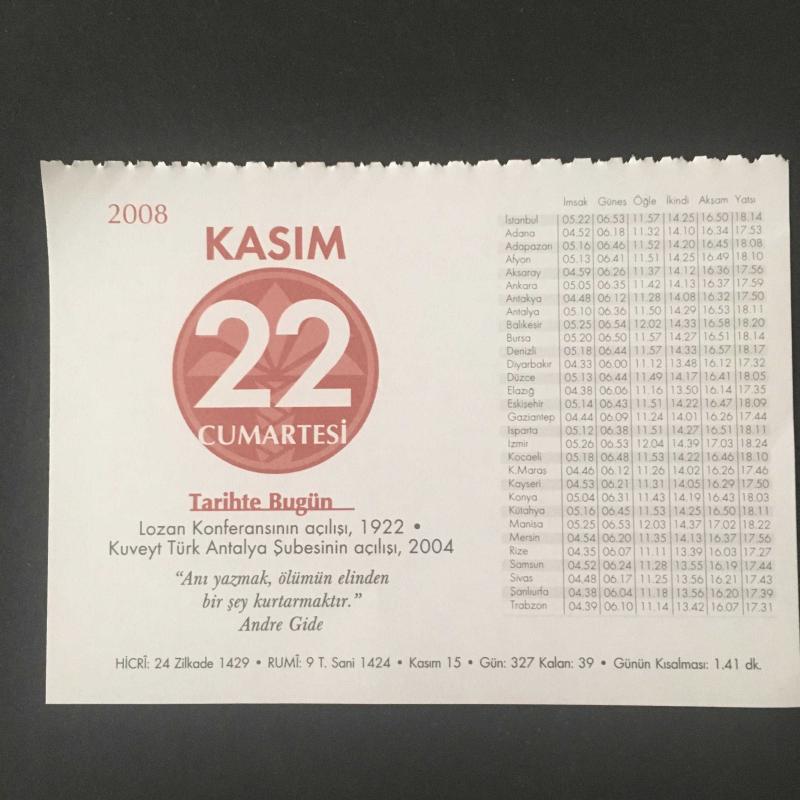 2008
KASIM
22
CUMARTESİ
Tarihte Bugün
Lozan Konferansının açılışı, 1922 •
Kuveyt Türk Antalya Şubesinin açılışı, 2004
“Anı yazmak, ölümün elinden
bir şey kurtarmaktır.”
Andre Gide
İmsak Güneş Öğle İkindi Akşam Yatsı
İstanbul 05.22 06.53 11.57 14.25 16.50 18.14
Adana 04.52 06.18 11.32 14.10 16.34 17.53
Adapazarı 05.16 06.46 11.52 14.20 16.45 18.08
Afyon 05.13 06.41 11.51 14.25 16.49 18.10
Aksaray 04.59 06.26 11.37 14.12 16.36 17.56
Ankara 05.05 06.35 11.42 14.13 16.37 17.59
Antakya 04.48 06.12 11.28 14.08 16.32 17.50
Antalya 05.10 06.36 11.50 14.29 16.53 18.11
Balıkesir 05.25 06.54 12.02 14.33 16.58 18.20
Bursa 05.20 06.50 11.57 14.27 16.51 18.14
Denizli 05.18 06.44 11.57 14.33 16.57 18.17
Diyarbakır 04.33 06.00 11.12 13.48 16.12 17.32
Düzce 05.13 06.44 11.49 14.17 16.41 18.05
Elazığ 04.38 06.06 11.16 13.50 16.14 17.35
Eskişehir 05.14 06.43 11.51 14.22 16.47 18.09
Gaziantep 04.44 06.09 11.24 14.01 16.26 17.44
Isparta 05.12 06.38 11.51 14.27 16.51 18.11
İzmir 05.26 06.53 12.04 14.39 17.03 18.24
Kocaeli 05.18 06.48 11.53 14.22 16.46 18.10
K.Maraş 04.46 06.12 11.26 14.02 16.26 17.46
Kayseri 04.53 06.21 11.31 14.05 16.29 17.50
Konya 05.04 06.31 11.43 14.19 16.43 18.03
Kütahya 05.16 06.45 11.53 14.25 16.50 18.11
Manisa 05.25 06.53 12.03 14.37 17.02 18.22
Mersin 04.54 06.20 11.35 14.13 16.37 17.56
Rize 04.35 06.07 11.11 13.39 16.03 17.27
Samsun 04.52 06.24 11.28 13.55 16.19 17.44
Sivas 04.48 06.17 11.25 13.56 16.21 17.43
Şanlıurfa 04.38 06.04 11.18 13.56 16.20 17.39
Trabzon 04.39 06.10 11.14 13.42 16.07 17.31
HİCRÎ: 24 Zilkade 1429 • RUMÎ: 9 T. Sani 1424 • Kasım 15 • Gün: 327 Kalan: 39 • Günün Kısalması: 1.41 dk.